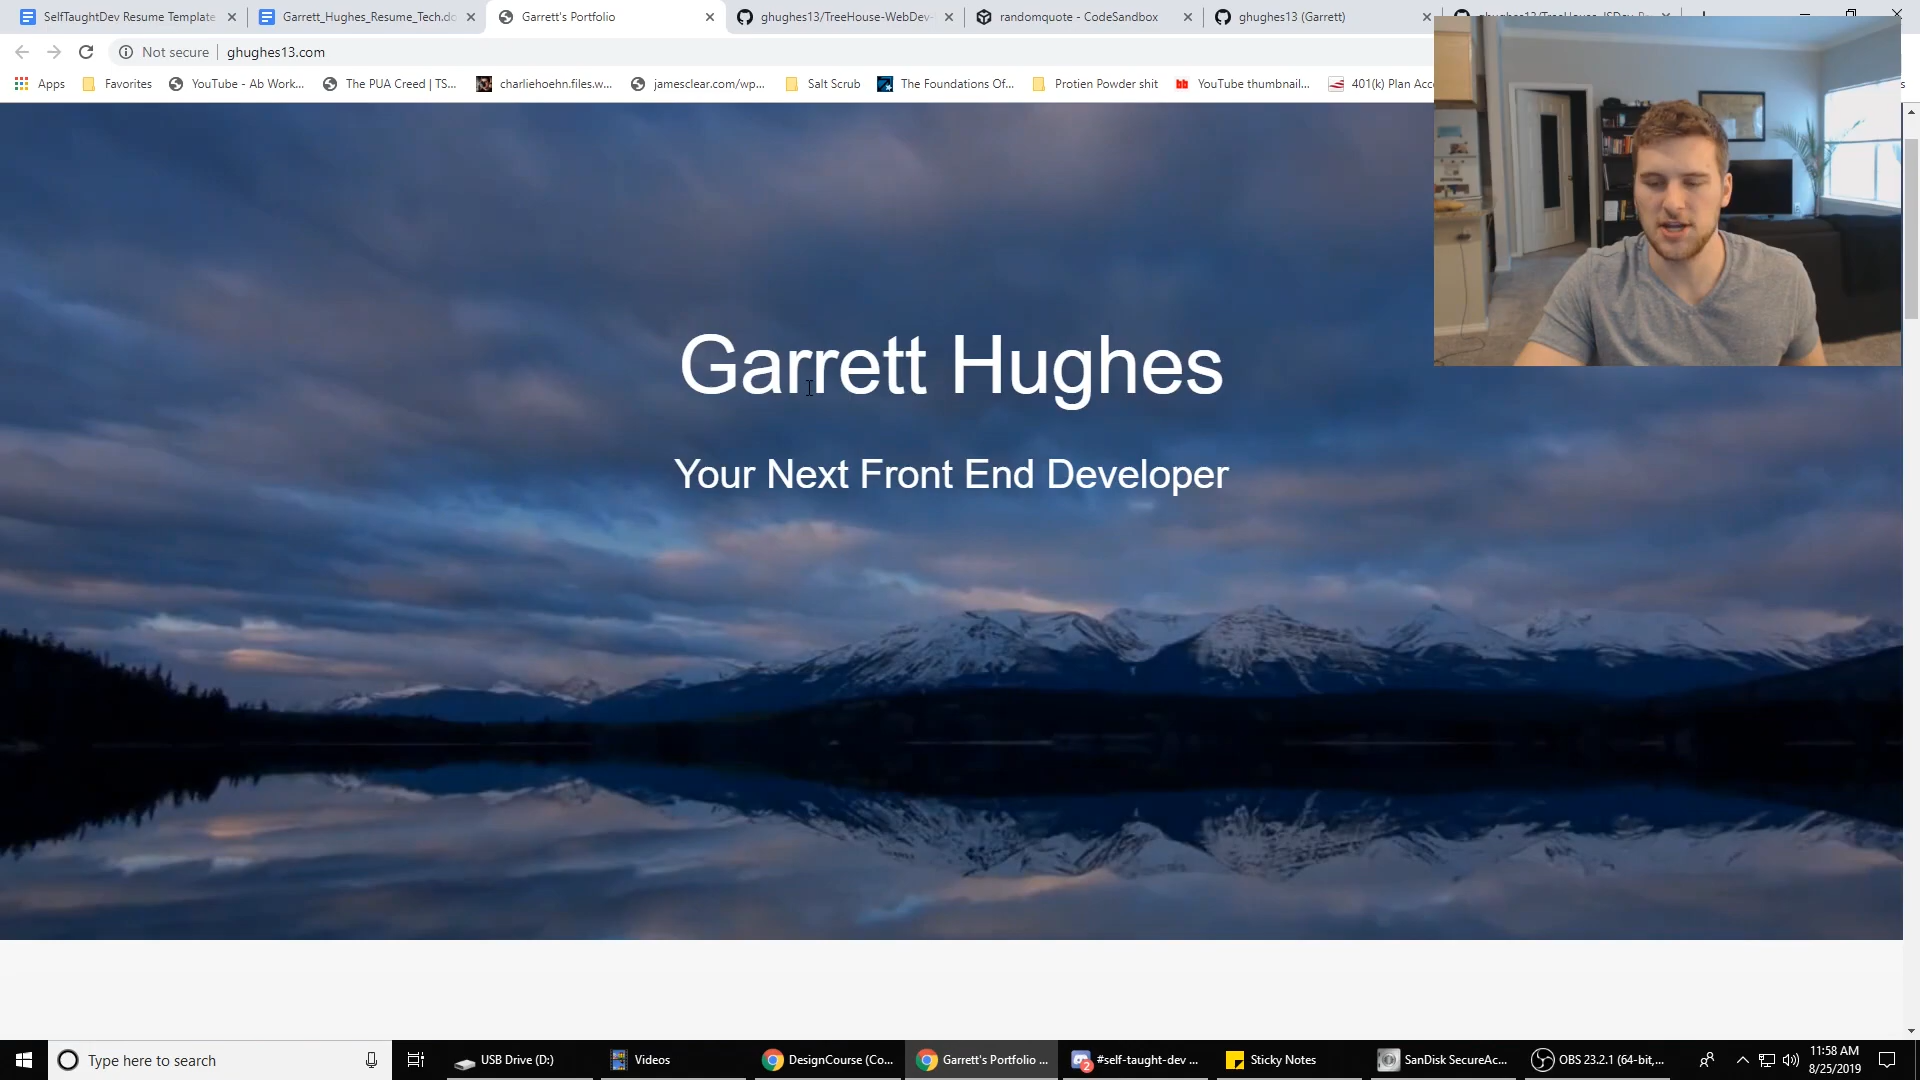 SelfTaughtDev Resume Template
Garrett_Hughes_Resume_Tech.do
Garrett's Portfolio
ghughes13/TreeHouse-WebDev-
randomquote - CodeSandbox
ghughes13 (Garrett)
Not secure
ghughes13.com
Apps
Favorites
YouTube - Ab Work...
The PUA Creed | TS...
charliehoehn.files.w...
jamesclear.com/wp...
Salt Scrub
The Foundations Of...
Protien Powder shit
YouTube thumbnail...
401(k) Plan Acc
Garrett Hughes
Your Next Front End Developer
Type here to search
USB Drive (D:)
Videos
DesignCourse (Co...
Garrett's Portfolio ...
2
#self-taught-dev ...
Sticky Notes
SanDisk SecureAc...
OBS 23.2.1 (64-bit,...
11:58 AM
8/25/2019